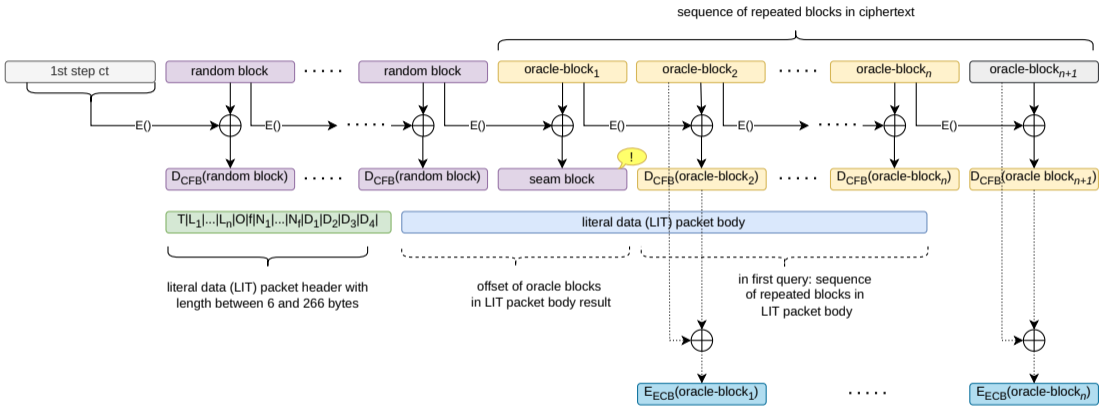 sequence of repeated blocks in ciphertext
1st step ct
random block
random block
oracle-block1
oracle-block2
oracle-blockn
oracle-blockn+1
E()
E()
E()
E()
E()
E()
!
DCFB(random block)
DCFB(random block)
seam block
DCFB(oracle-block2)
DCFB(oracle-blockn)
DCFB(oracle blockn+1)
T|L1|...|Ln|O|f|N1|...|Nf|D1|D2|D3|D4|
literal data (LIT) packet body
literal data (LIT) packet header with
length between 6 and 266 bytes
offset of oracle blocks
in LIT packet body result
in first query: sequence
of repeated blocks in
LIT packet body
EECB(oracle-block1)
EECB(oracle-blockn)